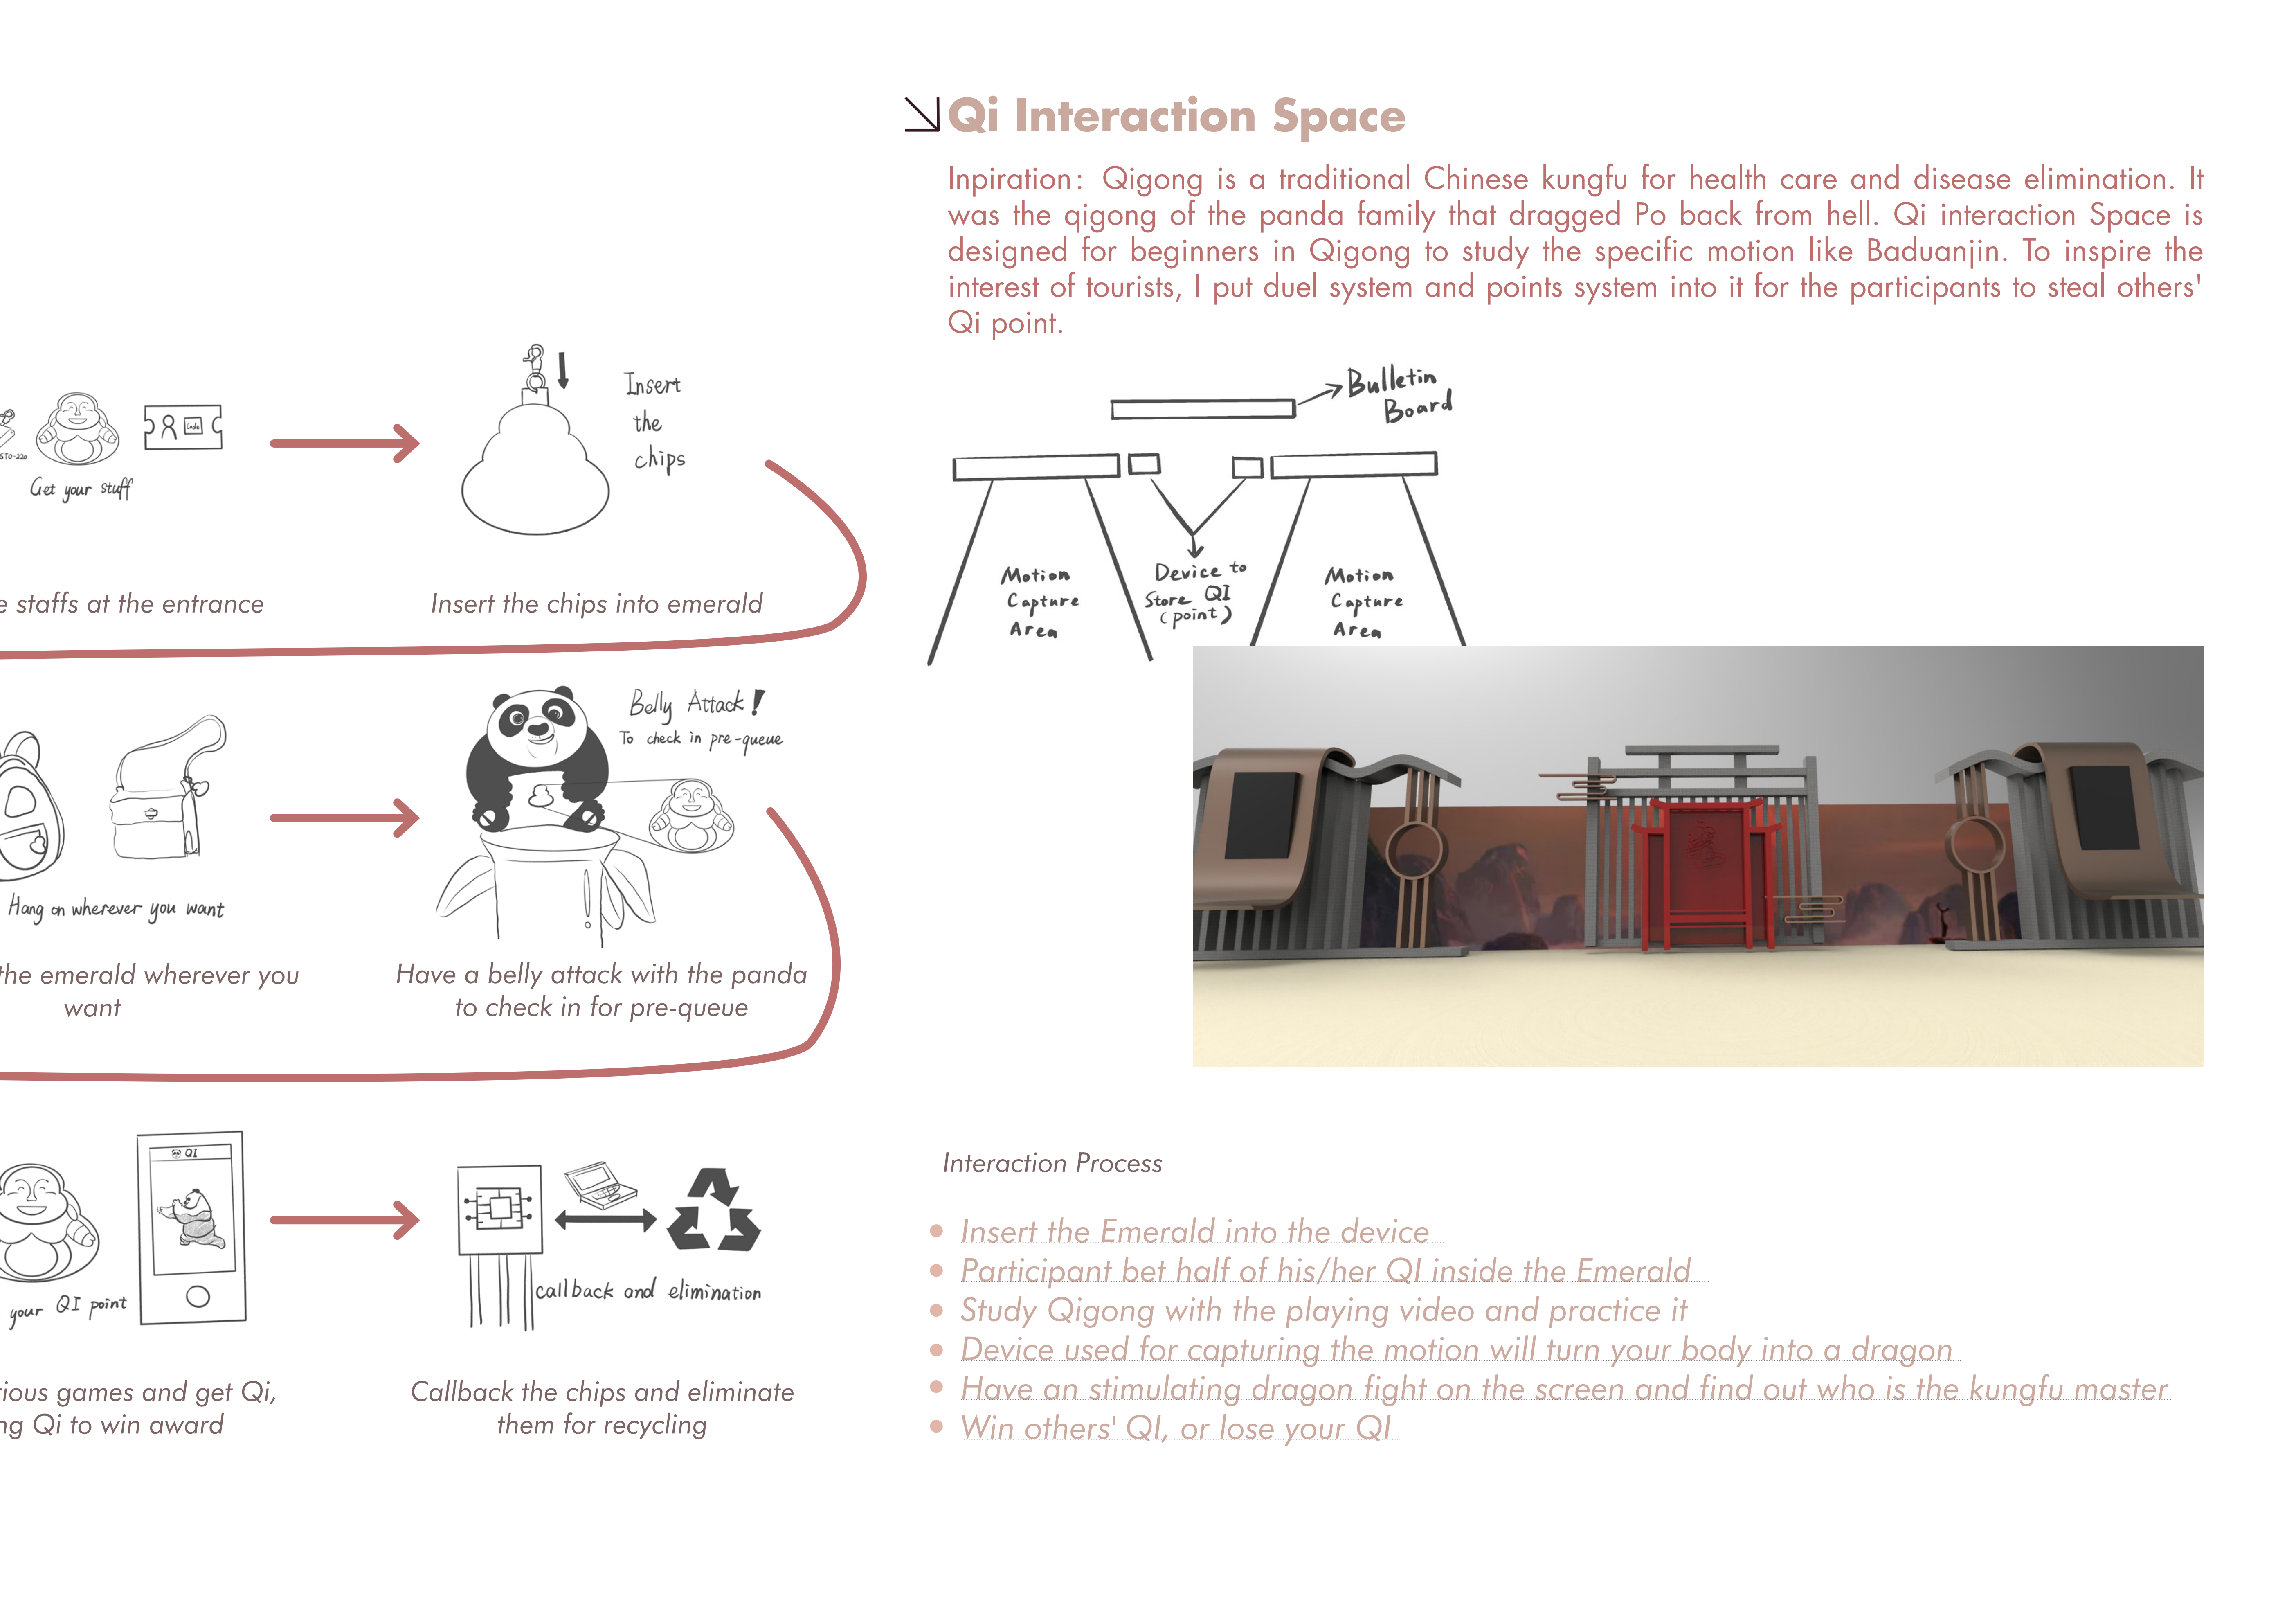 Qi Interaction Space
Inpiration: Qigong is a traditional Chinese kungfu for health care and disease elimination. It
was the qigong of the panda family that dragged Po back from hell. Qi interaction Space is
designed for beginners in Qigong to study the specific motion like Baduanjin. To inspire the
interest of tourists, I put duel system and points system into it for the participants to steal others'
Qi point.
STO-220
Code
Get your stuff
Insert
the
chips
e staffs at the entrance
Insert the chips into emerald
Hang on wherever you want
Belly Attack!
To check in pre-queue
the emerald wherever you
want
Have a belly attack with the panda
to check in for pre-queue
QI
your QI point
callback and elimination
rious games and get Qi,
ng Qi to win award
Callback the chips and eliminate
them for recycling
Bulletin
Board
Motion
Capture
Area
Device to
Store QI
(point)
Motion
Capture
Area
Interaction Process
Insert the Emerald into the device
Participant bet half of his/her QI inside the Emerald
Study Qigong with the playing video and practice it
Device used for capturing the motion will turn your body into a dragon
Have an stimulating dragon fight on the screen and find out who is the kungfu master
Win others' QI, or lose your QI